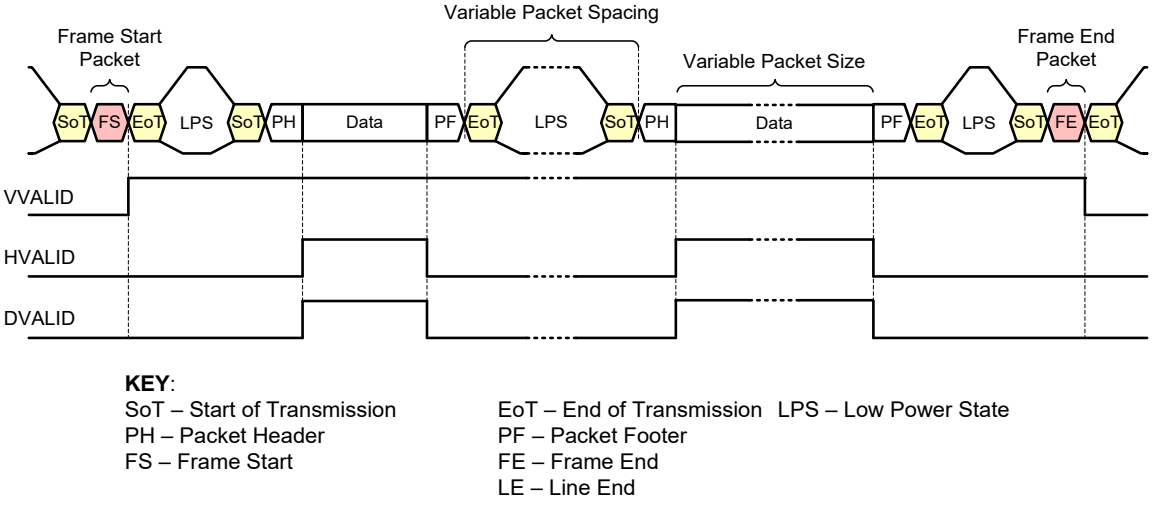 Variable Packet Spacing
Frame Start
Packet
Frame End
Packet
Variable Packet Size
SoT FS EoT LPS SoT PH Data PF EoT LPS SoT PH Data PF EoT LPS SoT FE EoT
VVALID
HVALID
DVALID
KEY:
SoT – Start of Transmission EoT – End of Transmission LPS – Low Power State
PH – Packet Header PF – Packet Footer
FS – Frame Start FE – Frame End
LE – Line End